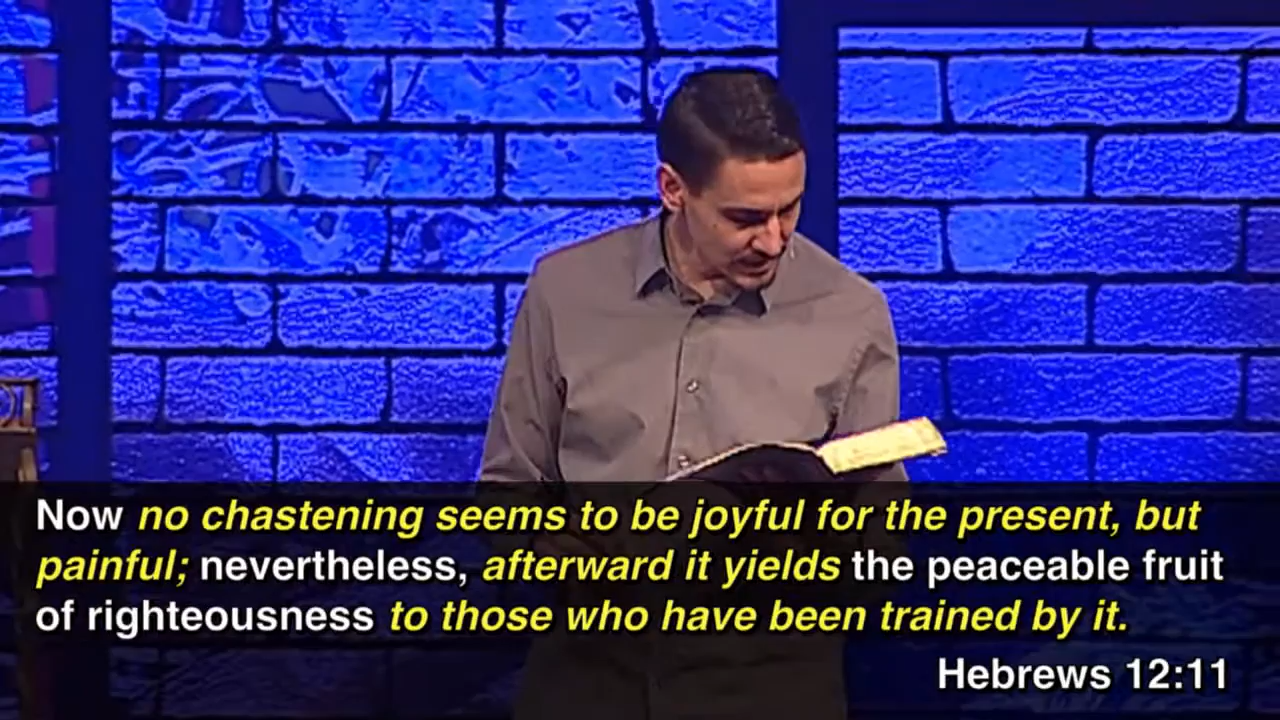 Now no chastening seems to be joyful for the present, but
painful; nevertheless, afterward it yields the peaceable fruit
of righteousness to those who have been trained by it.
Hebrews 12:11